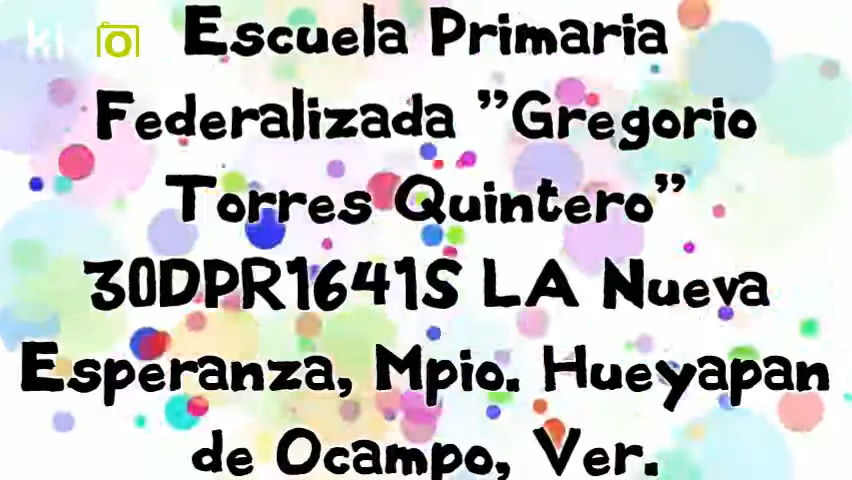 Escuela Primaria
Federalizada "Gregorio
Torres Quintero"
30DPR1641S LA Nueva
Esperanza, Mpio. Hueyapan
de Ocampo, Ver.